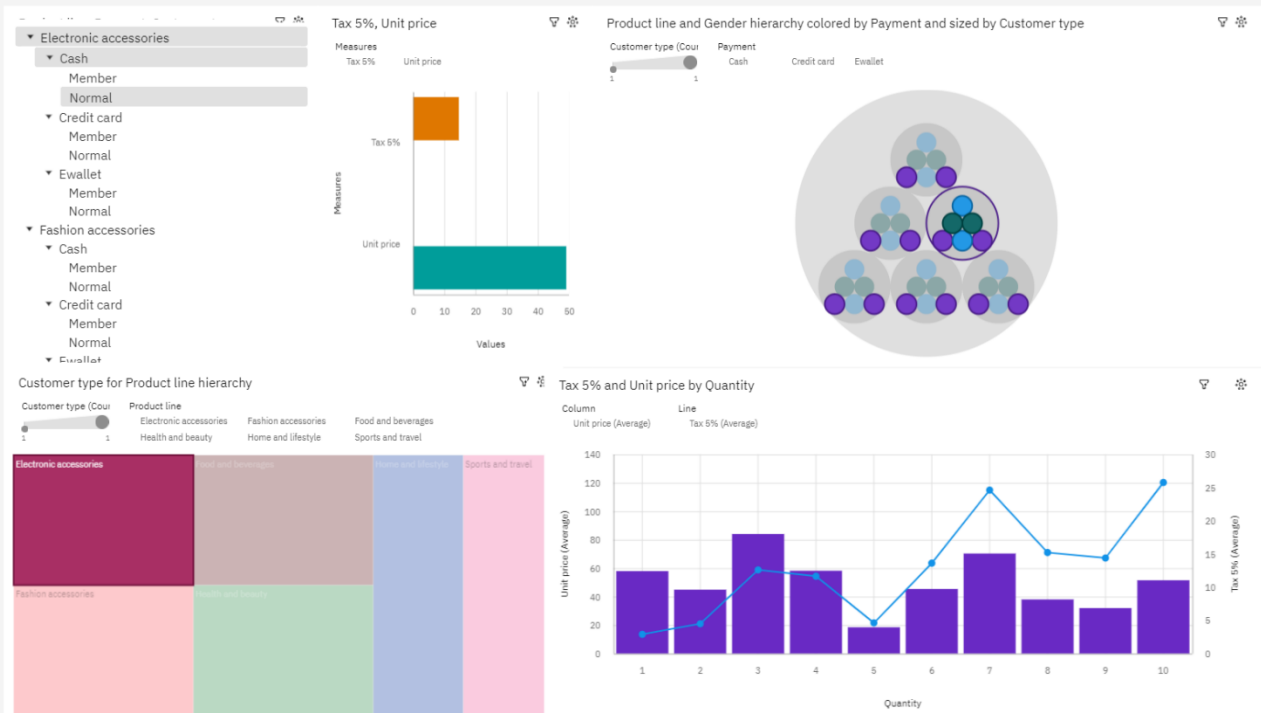 Electronic accessories
Cash
Member
Normal
Credit card
Member
Normal
Ewallet
Member
Normal
Fashion accessories
Cash
Member
Normal
Credit card
Member
Normal
Ewallet
Tax 5%, Unit price
Measures
Tax 5% Unit price
Measures
Tax 5%
Unit price
0 10 20 30 40 50
Values
Product line and Gender hierarchy colored by Payment and sized by Customer type
Customer type (Cour Payment
Cash Credit card Ewallet
1 1
Customer type for Product line hierarchy
Customer type (Cour Product line
Electronic accessories Fashion accessories Food and beverages
1 1
Health and beauty Home and lifestyle Sports and travel
Electronic accessories Food and beverages Home and lifestyle Sports and travel
Fashion accessories Health and beauty
Tax 5% and Unit price by Quantity
Column Line
Unit price (Average) Tax 5% (Average)
140 30
120 25
100
80 20
60 15
40 10
20 5
0 0
Unit price (Average)
Tax 5% (Average)
1 2 3 4 5 6 7 8 9 10
Quantity